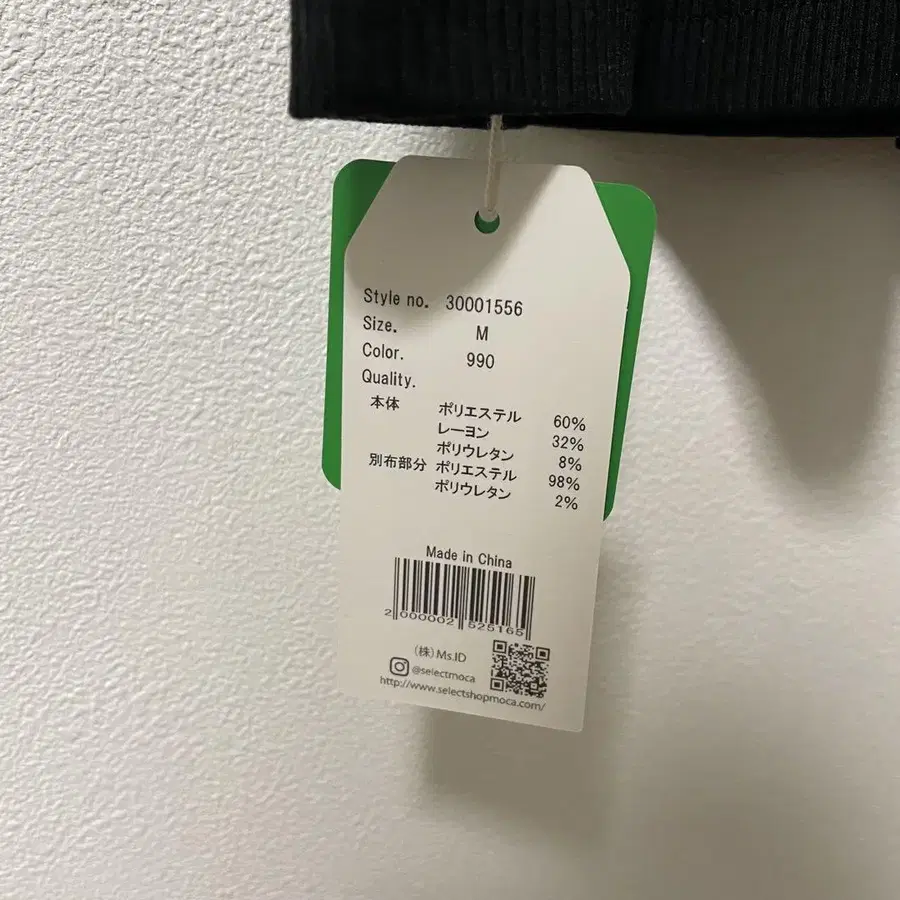 Style no. 30001556
Size. M
Color. 990
Quality.
本体 ポリエステル 60%
レーヨン 32%
ポリウレタン 8%
別布部分 ポリエステル 98%
ポリウレタン 2%
Made in China
2 000002 525165
(株) Ms.ID
@selectmoca
http://www.selectshopmoca.com/